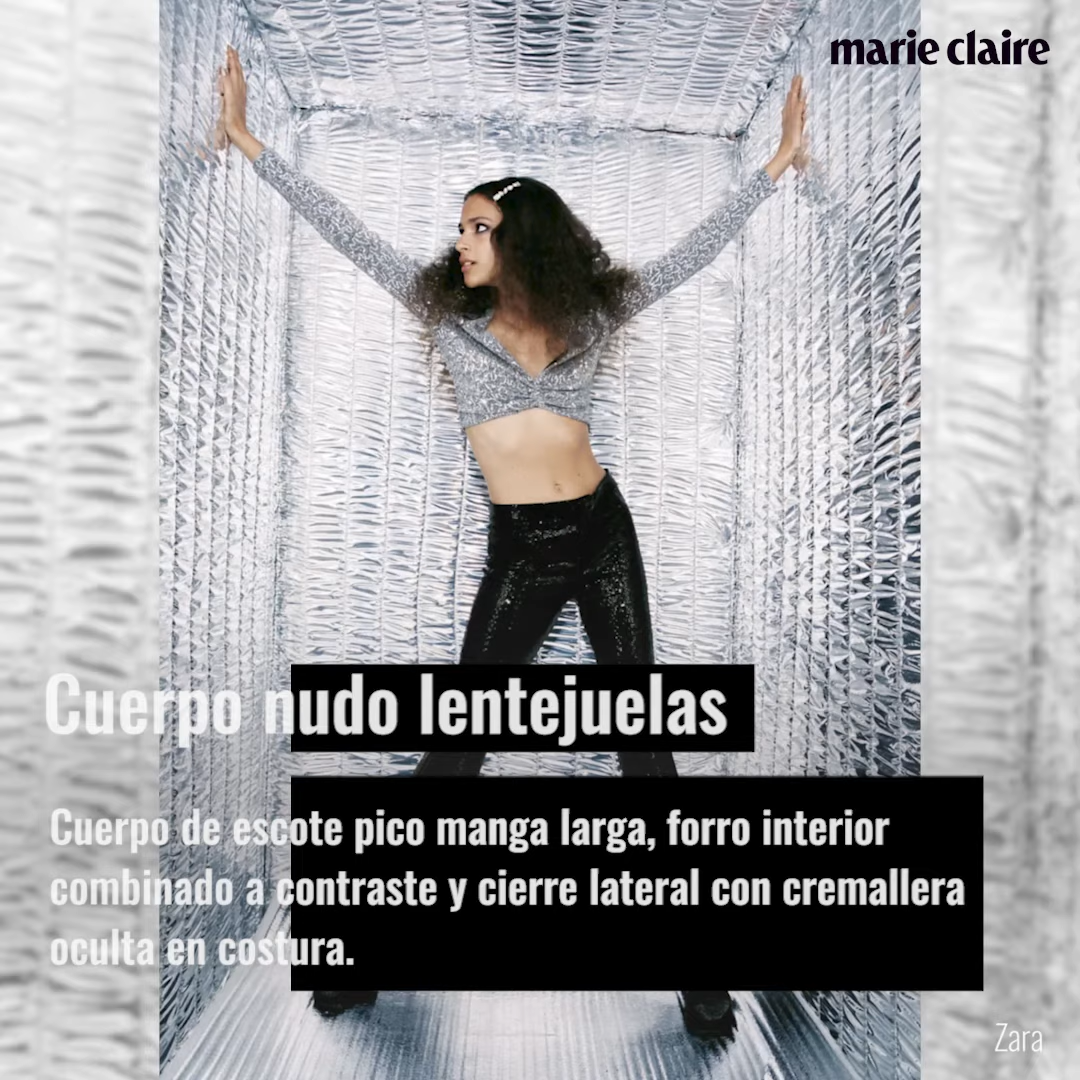 marie claire
Cuerpo nudo lentejuelas
Cuerpo de escote pico manga larga, forro interior
combinado a contraste y cierre lateral con cremallera
oculta en costura.
Zara